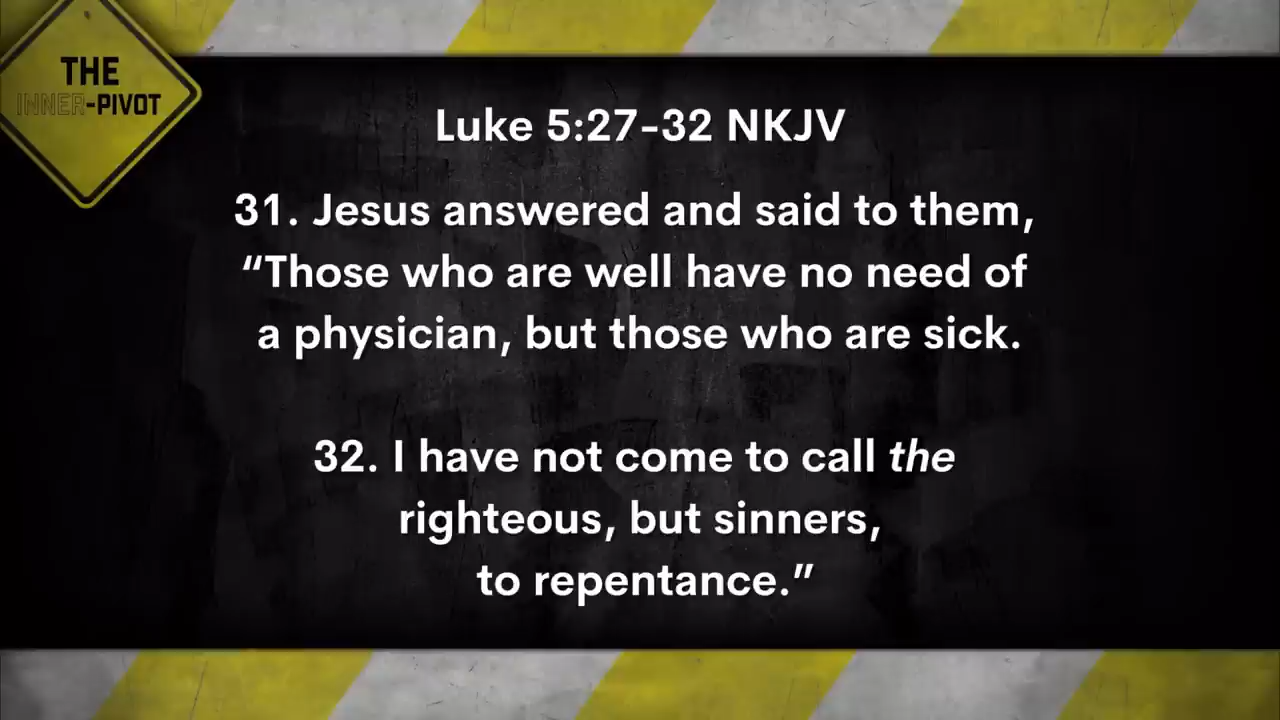 THE
INNER-PIVOT
Luke 5:27-32 NKJV
31. Jesus answered and said to them,
“Those who are well have no need of
a physician, but those who are sick.
32. I have not come to call the
righteous, but sinners,
to repentance.”